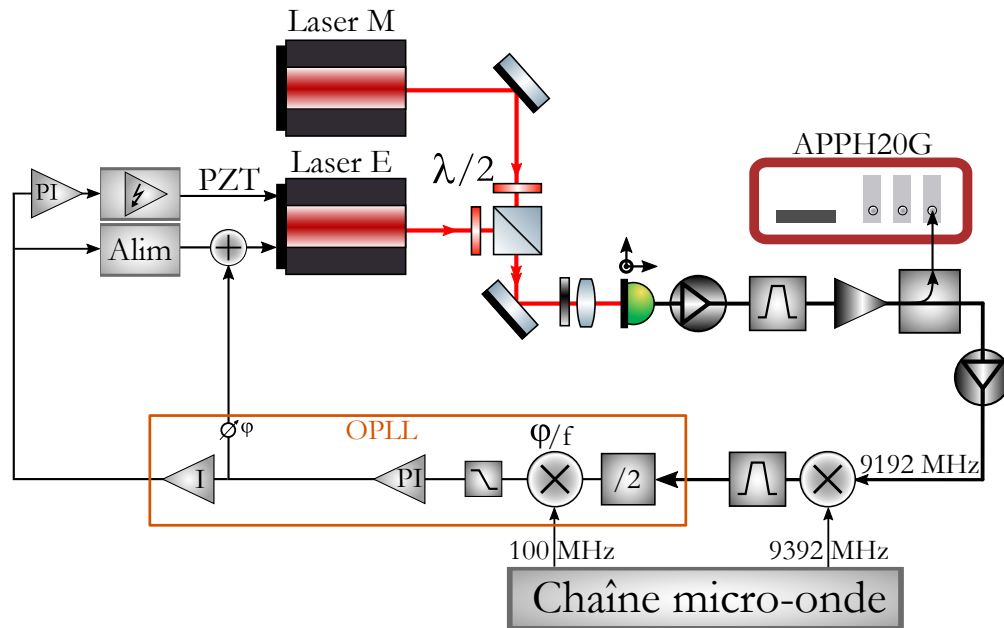 Laser M
APPH20G
Laser E
λ/2
PI
PZT
Alim
OPLL
φ
φ/f
I
PI
/2
9192 MHz
100 MHz
9392 MHz
Chaîne micro-onde